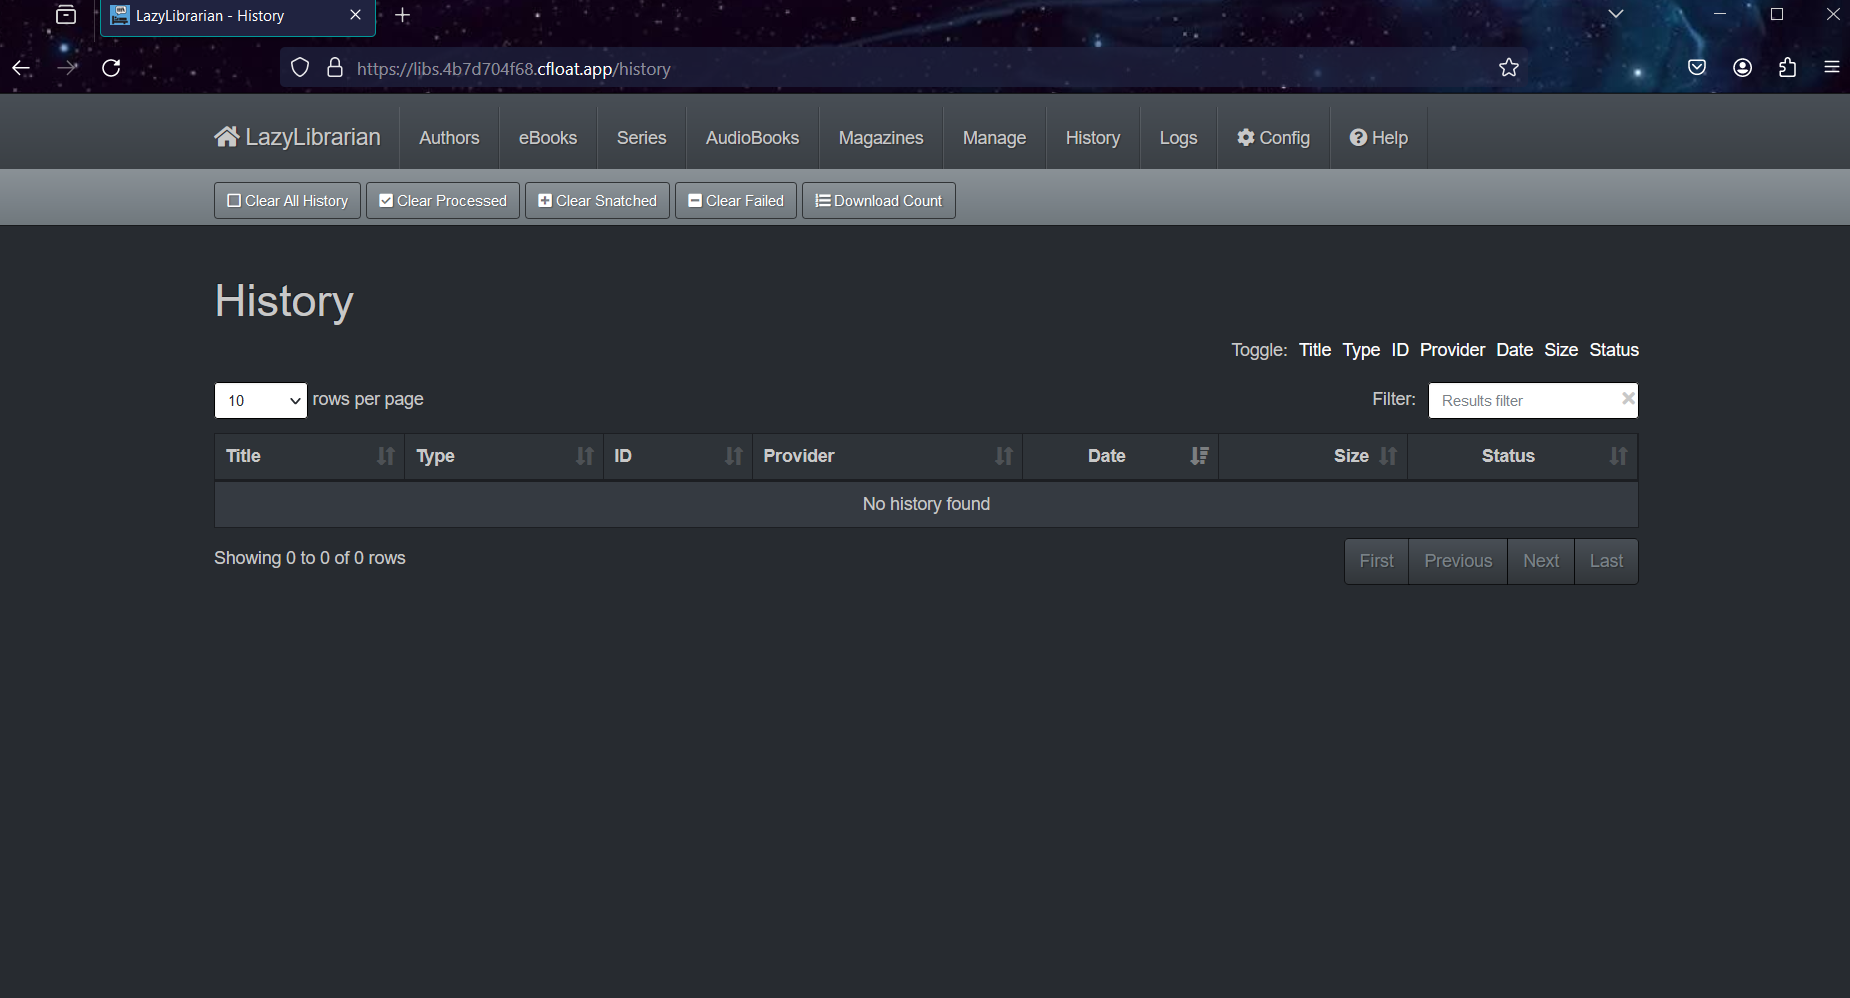 LazyLibrarian - History
https://libs.4b7d704f68.cfloat.app/history
LazyLibrarian Authors eBooks Series AudioBooks Magazines Manage History Logs Config Help
Clear All History Clear Processed Clear Snatched Clear Failed Download Count
History
Toggle: Title Type ID Provider Date Size Status
10 rows per page Filter: Results filter
Title Type ID Provider Date Size Status
No history found
Showing 0 to 0 of 0 rows First Previous Next Last